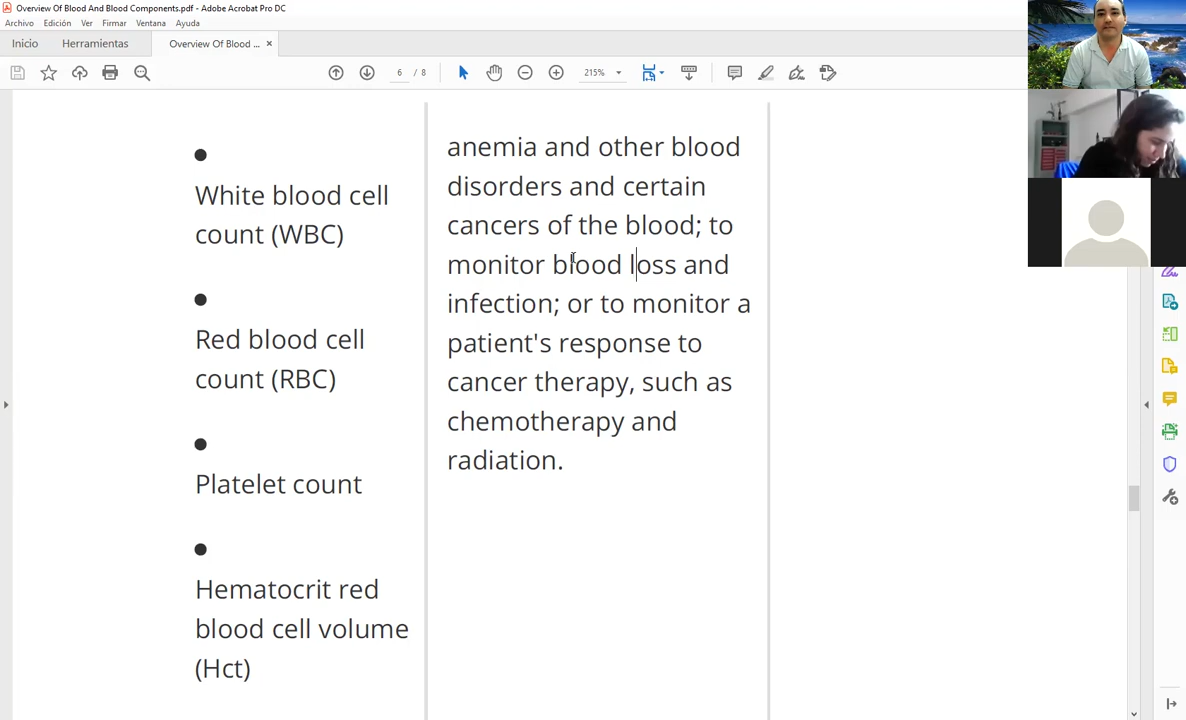 Overview Of Blood And Blood Components.pdf - Adobe Acrobat Pro DC
Archivo Edición Ver Firmar Ventana Ayuda
Inicio Herramientas Overview Of Blood ... ×
6 / 8 215%
●
White blood cell
count (WBC)
●
Red blood cell
count (RBC)
●
Platelet count
●
Hematocrit red
blood cell volume
(Hct)
anemia and other blood
disorders and certain
cancers of the blood; to
monitor blood loss and
infection; or to monitor a
patient's response to
cancer therapy, such as
chemotherapy and
radiation.